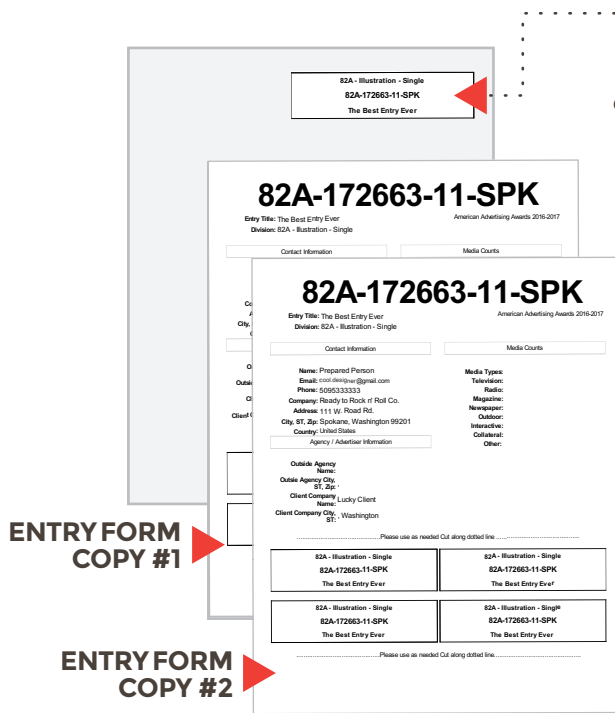 82A - Illustration - Single
82A-172663-11-SPK
The Best Entry Ever
82A-172663-11-SPK
Entry Title: The Best Entry Ever
American Advertising Awards 2016-2017
Division: 82A - Illustration - Single
Contact Information
Media Counts
City,
82A-172663-11-SPK
Entry Title: The Best Entry Ever
American Advertising Awards 2016-2017
Division: 82A - Illustration - Single
Contact Information
Media Counts
Name: Prepared Person
Email: cool.designer@gmail.com
Phone: 5095333333
Company: Ready to Rock n' Roll Co.
Address: 111 W. Road Rd.
City, ST, Zip: Spokane, Washington 99201
Country: United States
Media Types:
Television:
Radio:
Magazine:
Newspaper:
Outdoor:
Interactive:
Collateral:
Other:
Agency / Advertiser Information
Outside Agency
Name:
Outsie Agency City,
ST, Zip: ,
Client Company
Name: Lucky Client
Client Company City,
ST: , Washington
Please use as needed Cut along dotted line
82A - Illustration - Single
82A-172663-11-SPK
The Best Entry Ever
82A - Illustration - Single
82A-172663-11-SPK
The Best Entry Ever
82A - Illustration - Single
82A-172663-11-SPK
The Best Entry Ever
82A - Illustration - Single
82A-172663-11-SPK
The Best Entry Ever
Please use as needed Cut along dotted line
ENTRY FORM
COPY #1
ENTRY FORM
COPY #2